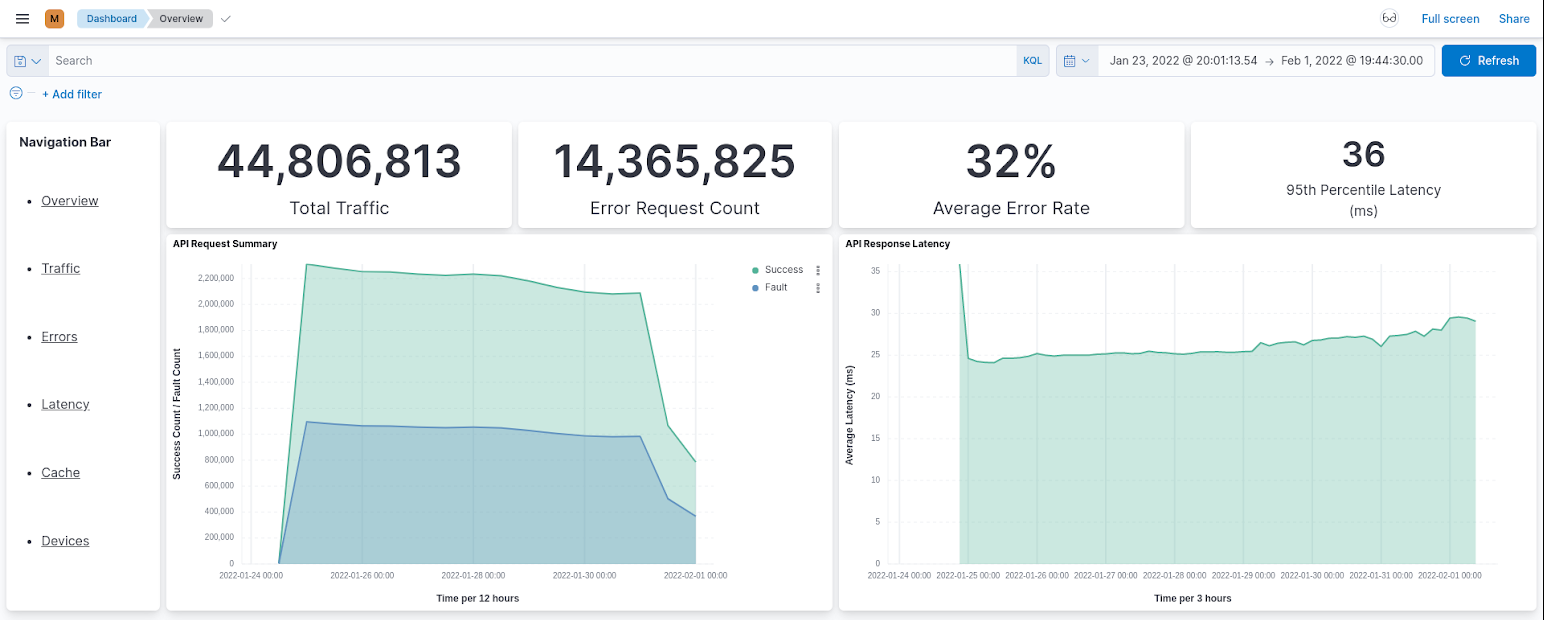 M Dashboard Overview Full screen Share
Search KQL Jan 23, 2022 @ 20:01:13.54 → Feb 1, 2022 @ 19:44:30.00 Refresh
+ Add filter
Navigation Bar
• Overview
• Traffic
• Errors
• Latency
• Cache
• Devices
44,806,813
Total Traffic
14,365,825
Error Request Count
32%
Average Error Rate
36
95th Percentile Latency
(ms)
API Request Summary
Success
Fault
Success Count / Fault Count
2,200,000
2,000,000
1,800,000
1,600,000
1,400,000
1,200,000
1,000,000
800,000
600,000
400,000
200,000
0
2022-01-24 00:00 2022-01-26 00:00 2022-01-28 00:00 2022-01-30 00:00 2022-02-01 00:00
Time per 12 hours
API Response Latency
Average Latency (ms)
35
30
25
20
15
10
5
0
2022-01-24 00:00 2022-01-25 00:00 2022-01-26 00:00 2022-01-27 00:00 2022-01-28 00:00 2022-01-29 00:00 2022-01-30 00:00 2022-01-31 00:00 2022-02-01 00:00
Time per 3 hours